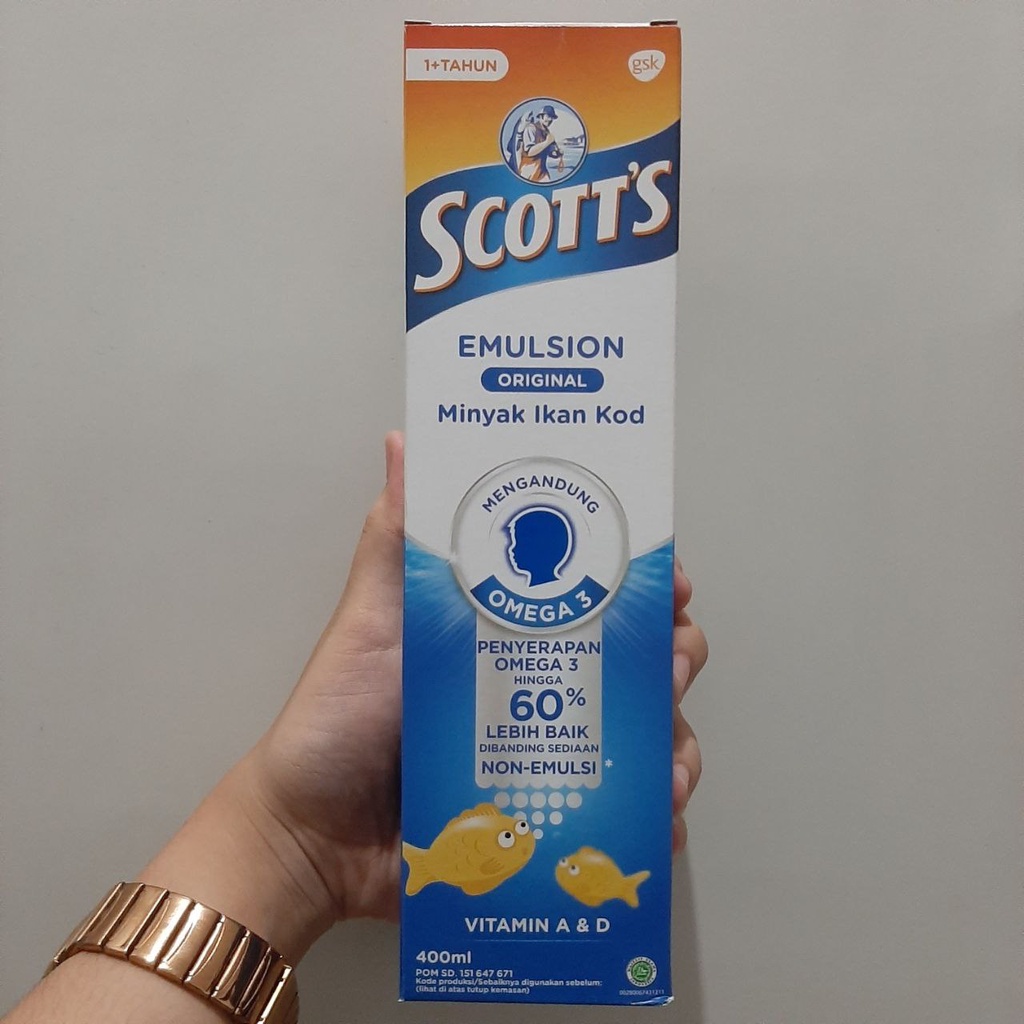 1+TAHUN
gsk
SCOTT'S
EMULSION
ORIGINAL
Minyak Ikan Kod
MENGANDUNG
OMEGA 3
PENYERAPAN
OMEGA 3
HINGGA
60%
LEBIH BAIK
DIBANDING SEDIAAN
NON-EMULSI *
VITAMIN A & D
400ml
POM SD. 151 647 671
Kode produksi/Sebaiknya digunakan sebelum:
(lihat di atas tutup kemasan)